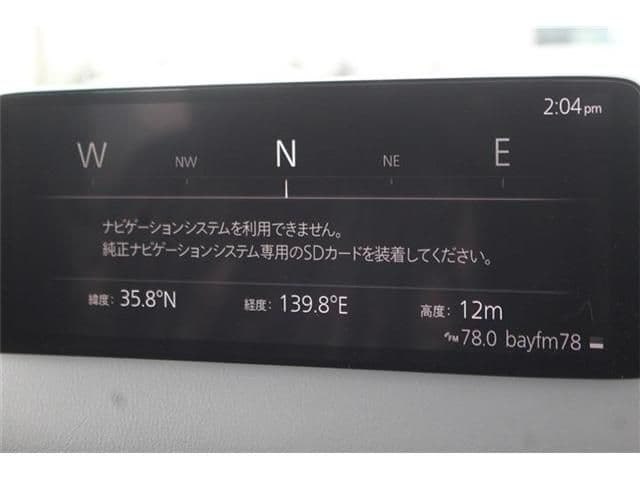 2:04pm
W NW N NE E
ナビゲーションシステムを利用できません。
純正ナビゲーションシステム専用のSDカードを装着してください。
緯度: 35.8°N 経度: 139.8°E 高度: 12m
FM 78.0 bayfm78